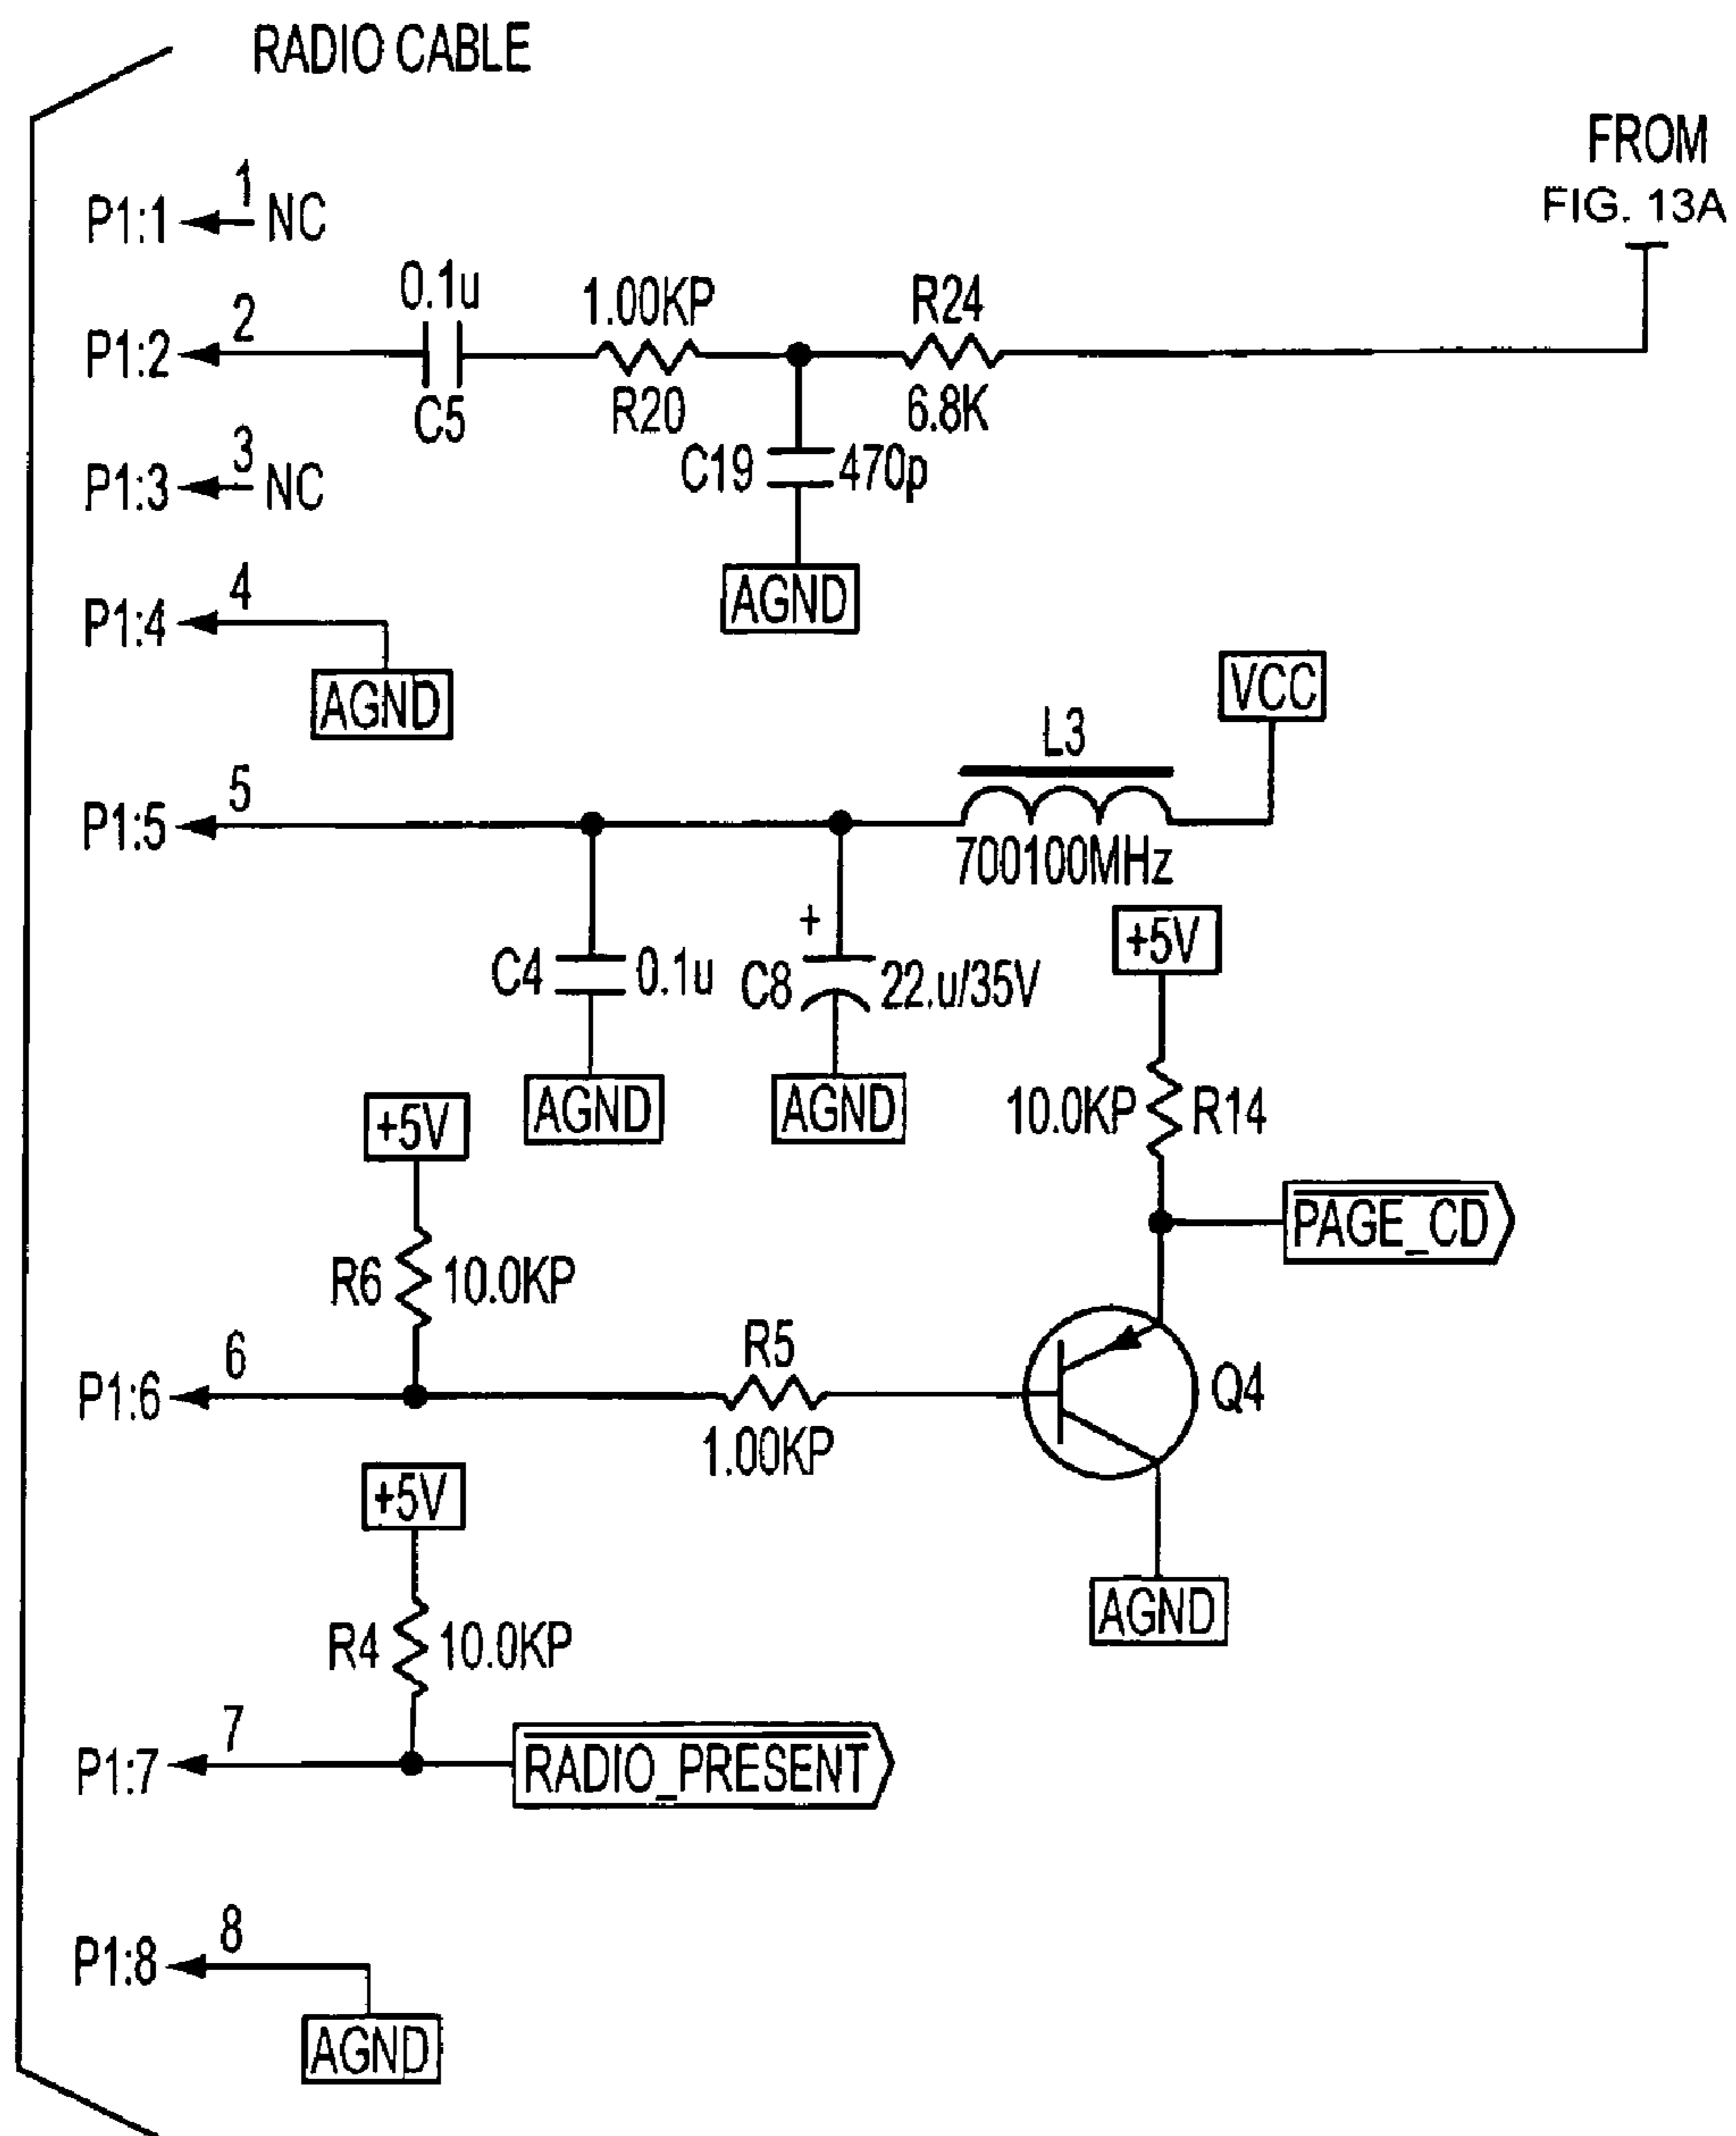 RADIO CABLE
FROM
FIG. 13A
P1:1 1 NC
0.1u 1.00KP R24
P1:2 2
C5 R20 6.8K
P1:3 3 NC
C19 470p
AGND
P1:4 4
AGND
VCC
L3
P1:5 5
700100MHz
+5V
+
C4 0.1u C8 22.u/35V
AGND AGND
10.0KP R14
+5V
PAGE_CD
R6 10.0KP
R5
P1:6 6
Q4
1.00KP
+5V
AGND
R4 10.0KP
P1:7 7
RADIO_PRESENT
P1:8 8
AGND